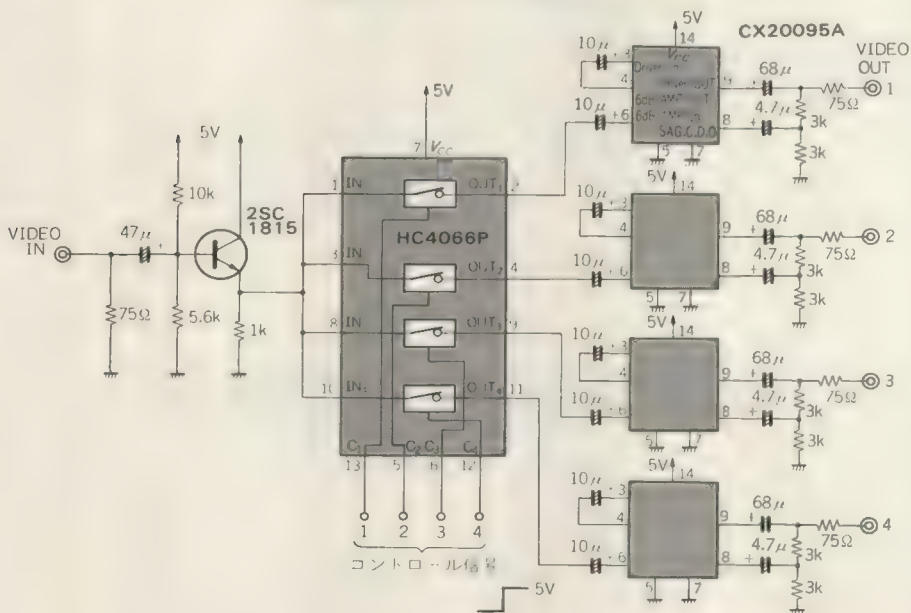 VIDEO
IN
75Ω
47μ
+
5V
10k
5.6k
2SC
1815
1k
5V
7
VCC
HC4066P
1
IN
OUT1
2
IN
OUT2
4
8
IN
OUT3
9
10
IN
OUT4
11
C1
13
C2
5
C3
6
C4
12
1
2
3
4
コントロール信号
5V
CX20095A
5V
14
VCC
10μ
+3
4
10μ
+6
6dB
6dB
SAG.C.D.O
9
8
5
7
68μ
+
4.7μ
+
3k
3k
75Ω
VIDEO
OUT
1
5V
14
10μ
+3
4
10μ
+6
9
8
5
7
68μ
+
4.7μ
+
3k
3k
75Ω
2
5V
14
10μ
+3
4
10μ
+6
9
8
5
7
68μ
+
4.7μ
+
3k
3k
75Ω
3
5V
14
10μ
+3
4
10μ
+6
9
8
5
7
68μ
+
4.7μ
+
3k
3k
75Ω
4